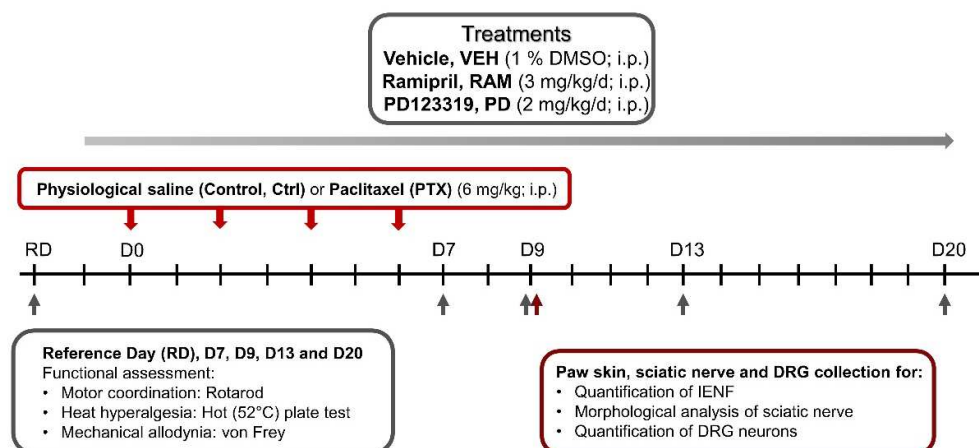 Treatments
Vehicle, VEH (1 % DMSO; i.p.)
Ramipril, RAM (3 mg/kg/d; i.p.)
PD123319, PD (2 mg/kg/d; i.p.)
Physiological saline (Control, Ctrl) or Paclitaxel (PTX) (6 mg/kg; i.p.)
RD D0 D7 D9 D13 D20
Reference Day (RD), D7, D9, D13 and D20
Functional assessment:
• Motor coordination: Rotarod
• Heat hyperalgesia: Hot (52°C) plate test
• Mechanical allodynia: von Frey
Paw skin, sciatic nerve and DRG collection for:
• Quantification of IENF
• Morphological analysis of sciatic nerve
• Quantification of DRG neurons